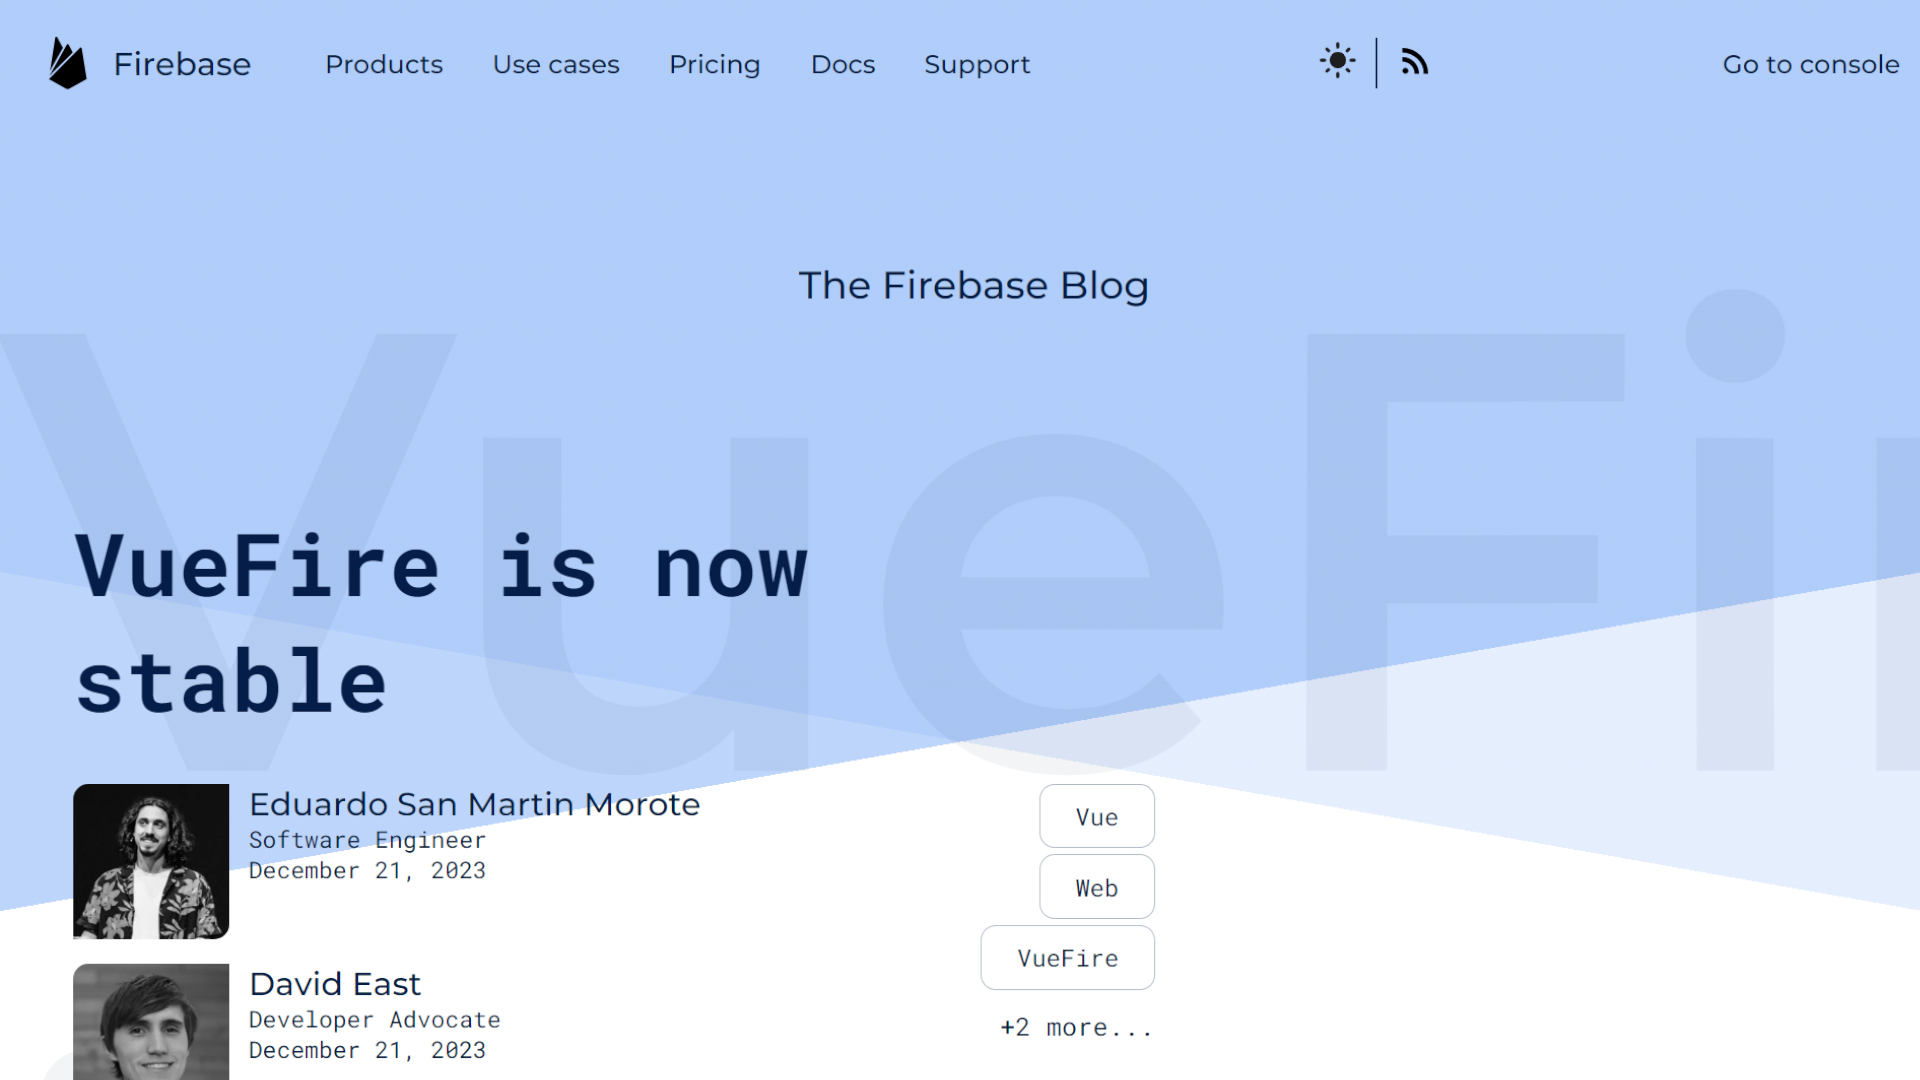 Firebase Products Use cases Pricing Docs Support Go to console
The Firebase Blog
VueFir
VueFire is now
stable
Eduardo San Martin Morote
Software Engineer
December 21, 2023
Vue
Web
VueFire
+2 more...
David East
Developer Advocate
December 21, 2023